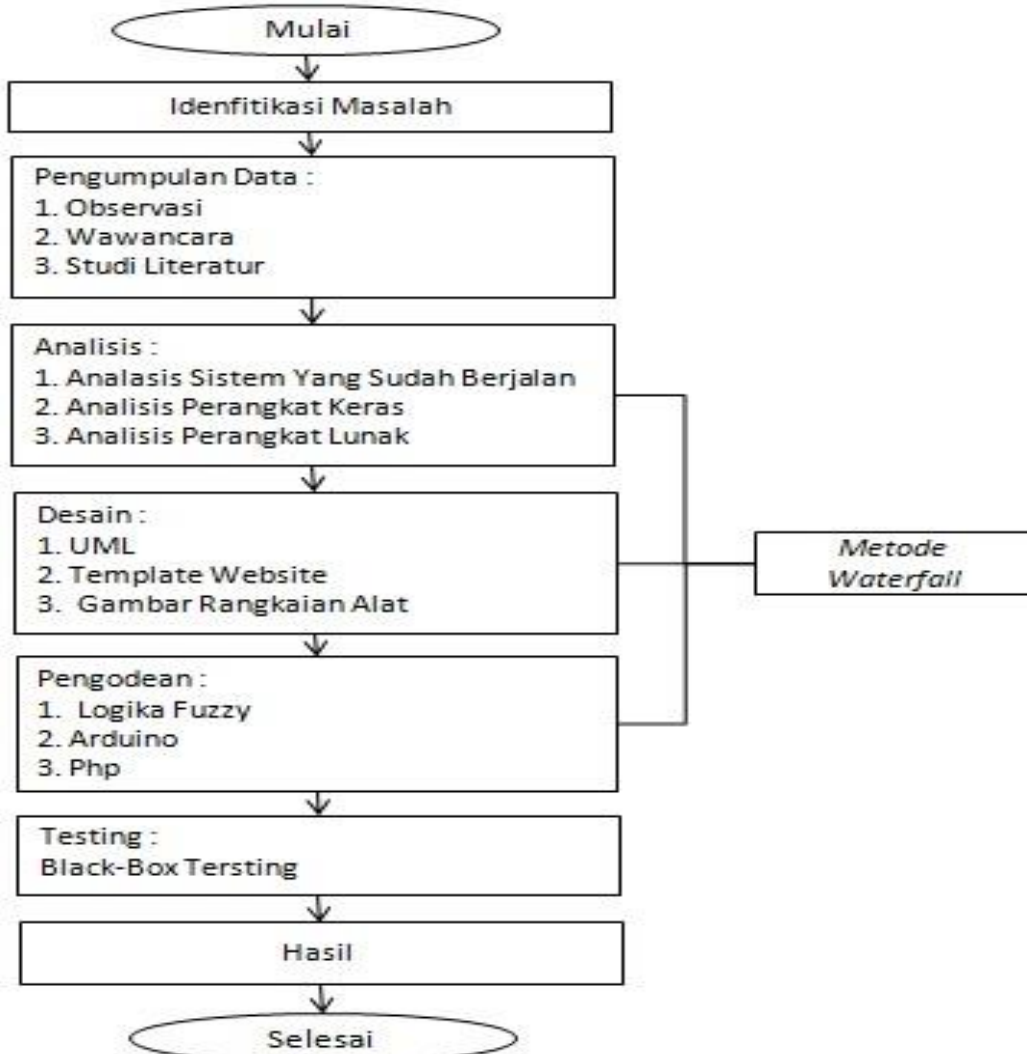 Mulai
Idenfitikasi Masalah
Pengumpulan Data :
1. Observasi
2. Wawancara
3. Studi Literatur
Analisis :
1. Analasis Sistem Yang Sudah Berjalan
2. Analisis Perangkat Keras
3. Analisis Perangkat Lunak
Desain :
1. UML
2. Template Website
3. Gambar Rangkaian Alat
Metode
Waterfall
Pengodean :
1. Logika Fuzzy
2. Arduino
3. Php
Testing :
Black-Box Tersting
Hasil
Selesai